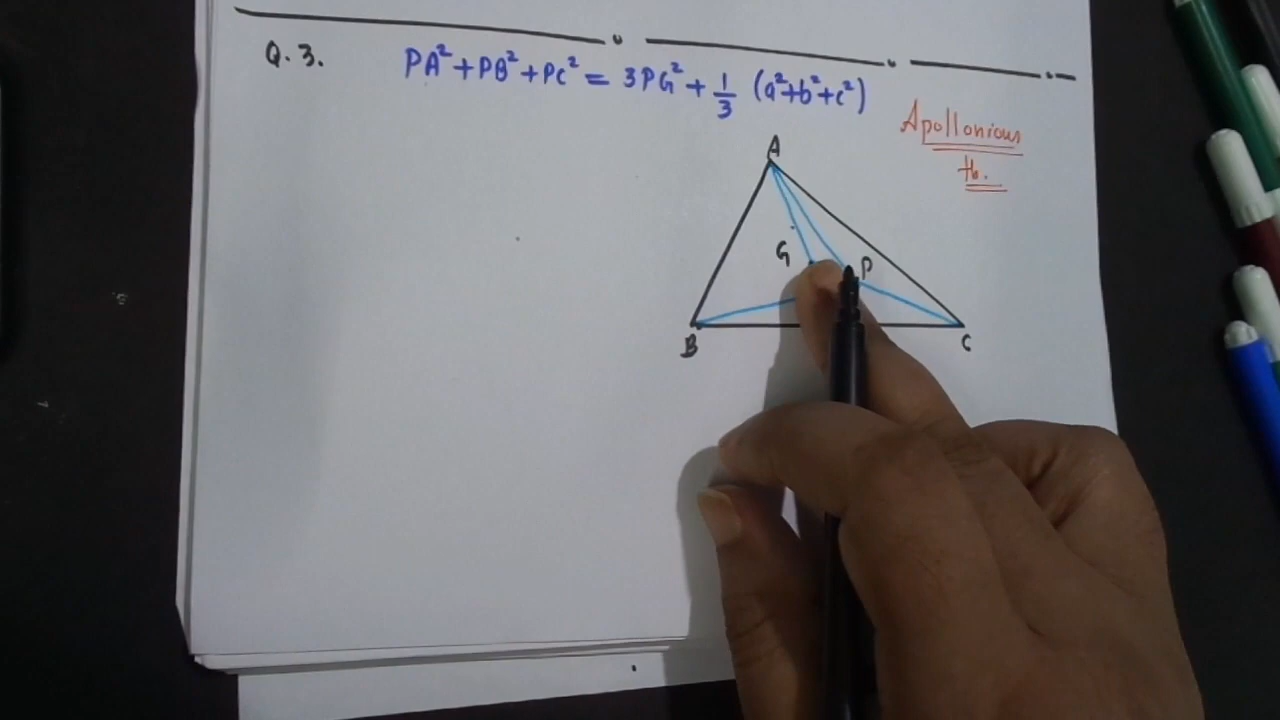 Q. 3. PA² + PB² + PC² = 3PG² + 1/3 (a²+b²+c²)
Apollonious
th.
A
G P
B C